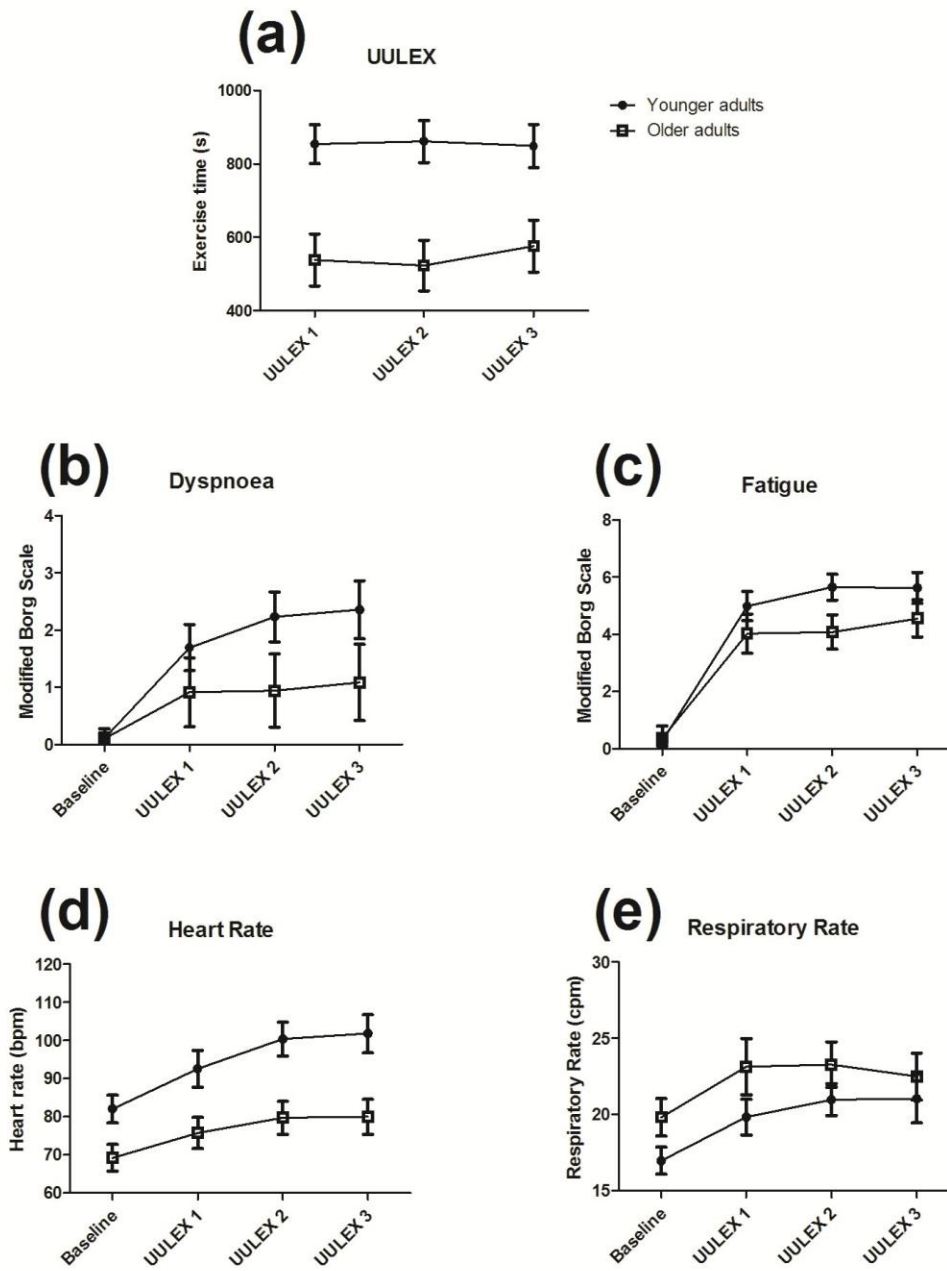 (a)
UULEX
Exercise time (s)
1000
800
600
400
UULEX 1
UULEX 2
UULEX 3
Younger adults
Older adults
(b)
Dyspnoea
Modified Borg Scale
4
3
2
1
0
Baseline
UULEX 1
UULEX 2
UULEX 3
(c)
Fatigue
Modified Borg Scale
8
6
4
2
0
Baseline
UULEX 1
UULEX 2
UULEX 3
(d)
Heart Rate
Heart rate (bpm)
120
110
100
90
80
70
60
Baseline
UULEX 1
UULEX 2
UULEX 3
(e)
Respiratory Rate
Respiratory Rate (cpm)
30
25
20
15
Baseline
UULEX 1
UULEX 2
UULEX 3